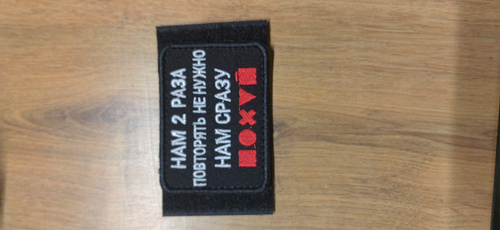 НАМ 2 РАЗА
ПОВТОРЯТЬ НЕ НУЖНО
НАМ СРАЗУ
ПОХУЙ